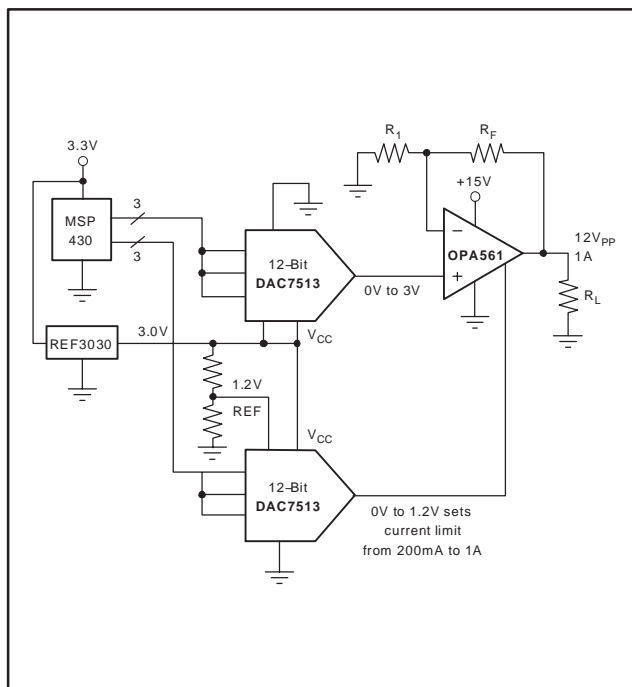 3.3V
MSP
430
3
3
REF3030
3.0V
12–Bit
DAC7513
VCC
0V to 3V
R1
RF
+15V
–
OPA561
+
12VPP
1A
RL
1.2V
REF
VCC
12–Bit
DAC7513
0V to 1.2V sets
current limit
from 200mA to 1A